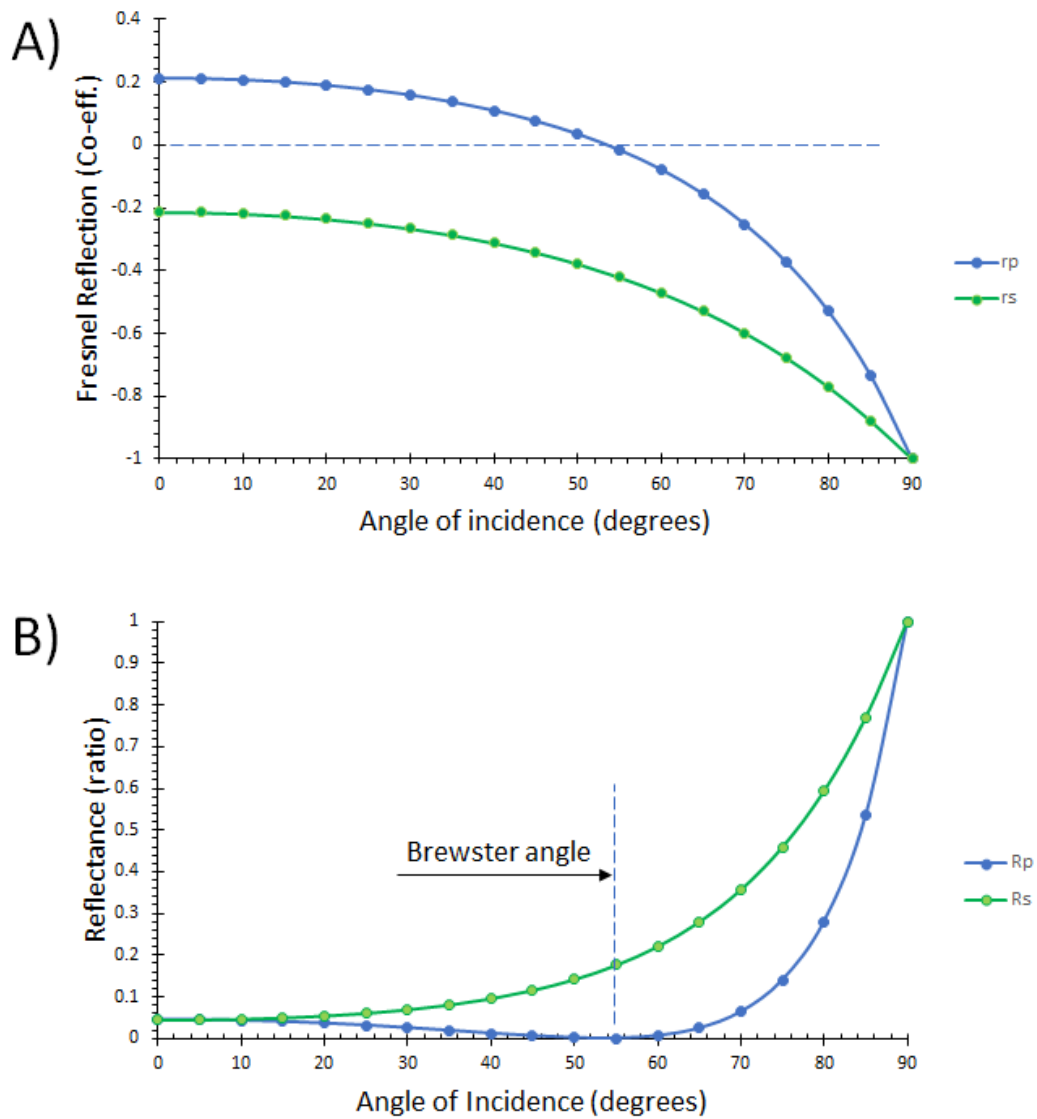 A)
Fresnel Reflection (Co-eff.)
0.4
0.2
0
-0.2
-0.4
-0.6
-0.8
-1
0 10 20 30 40 50 60 70 80 90
Angle of incidence (degrees)
rp
rs
B)
Reflectance (ratio)
1
0.9
0.8
0.7
0.6
0.5
0.4
0.3
0.2
0.1
0
Brewster angle
0 10 20 30 40 50 60 70 80 90
Angle of Incidence (degrees)
Rp
Rs